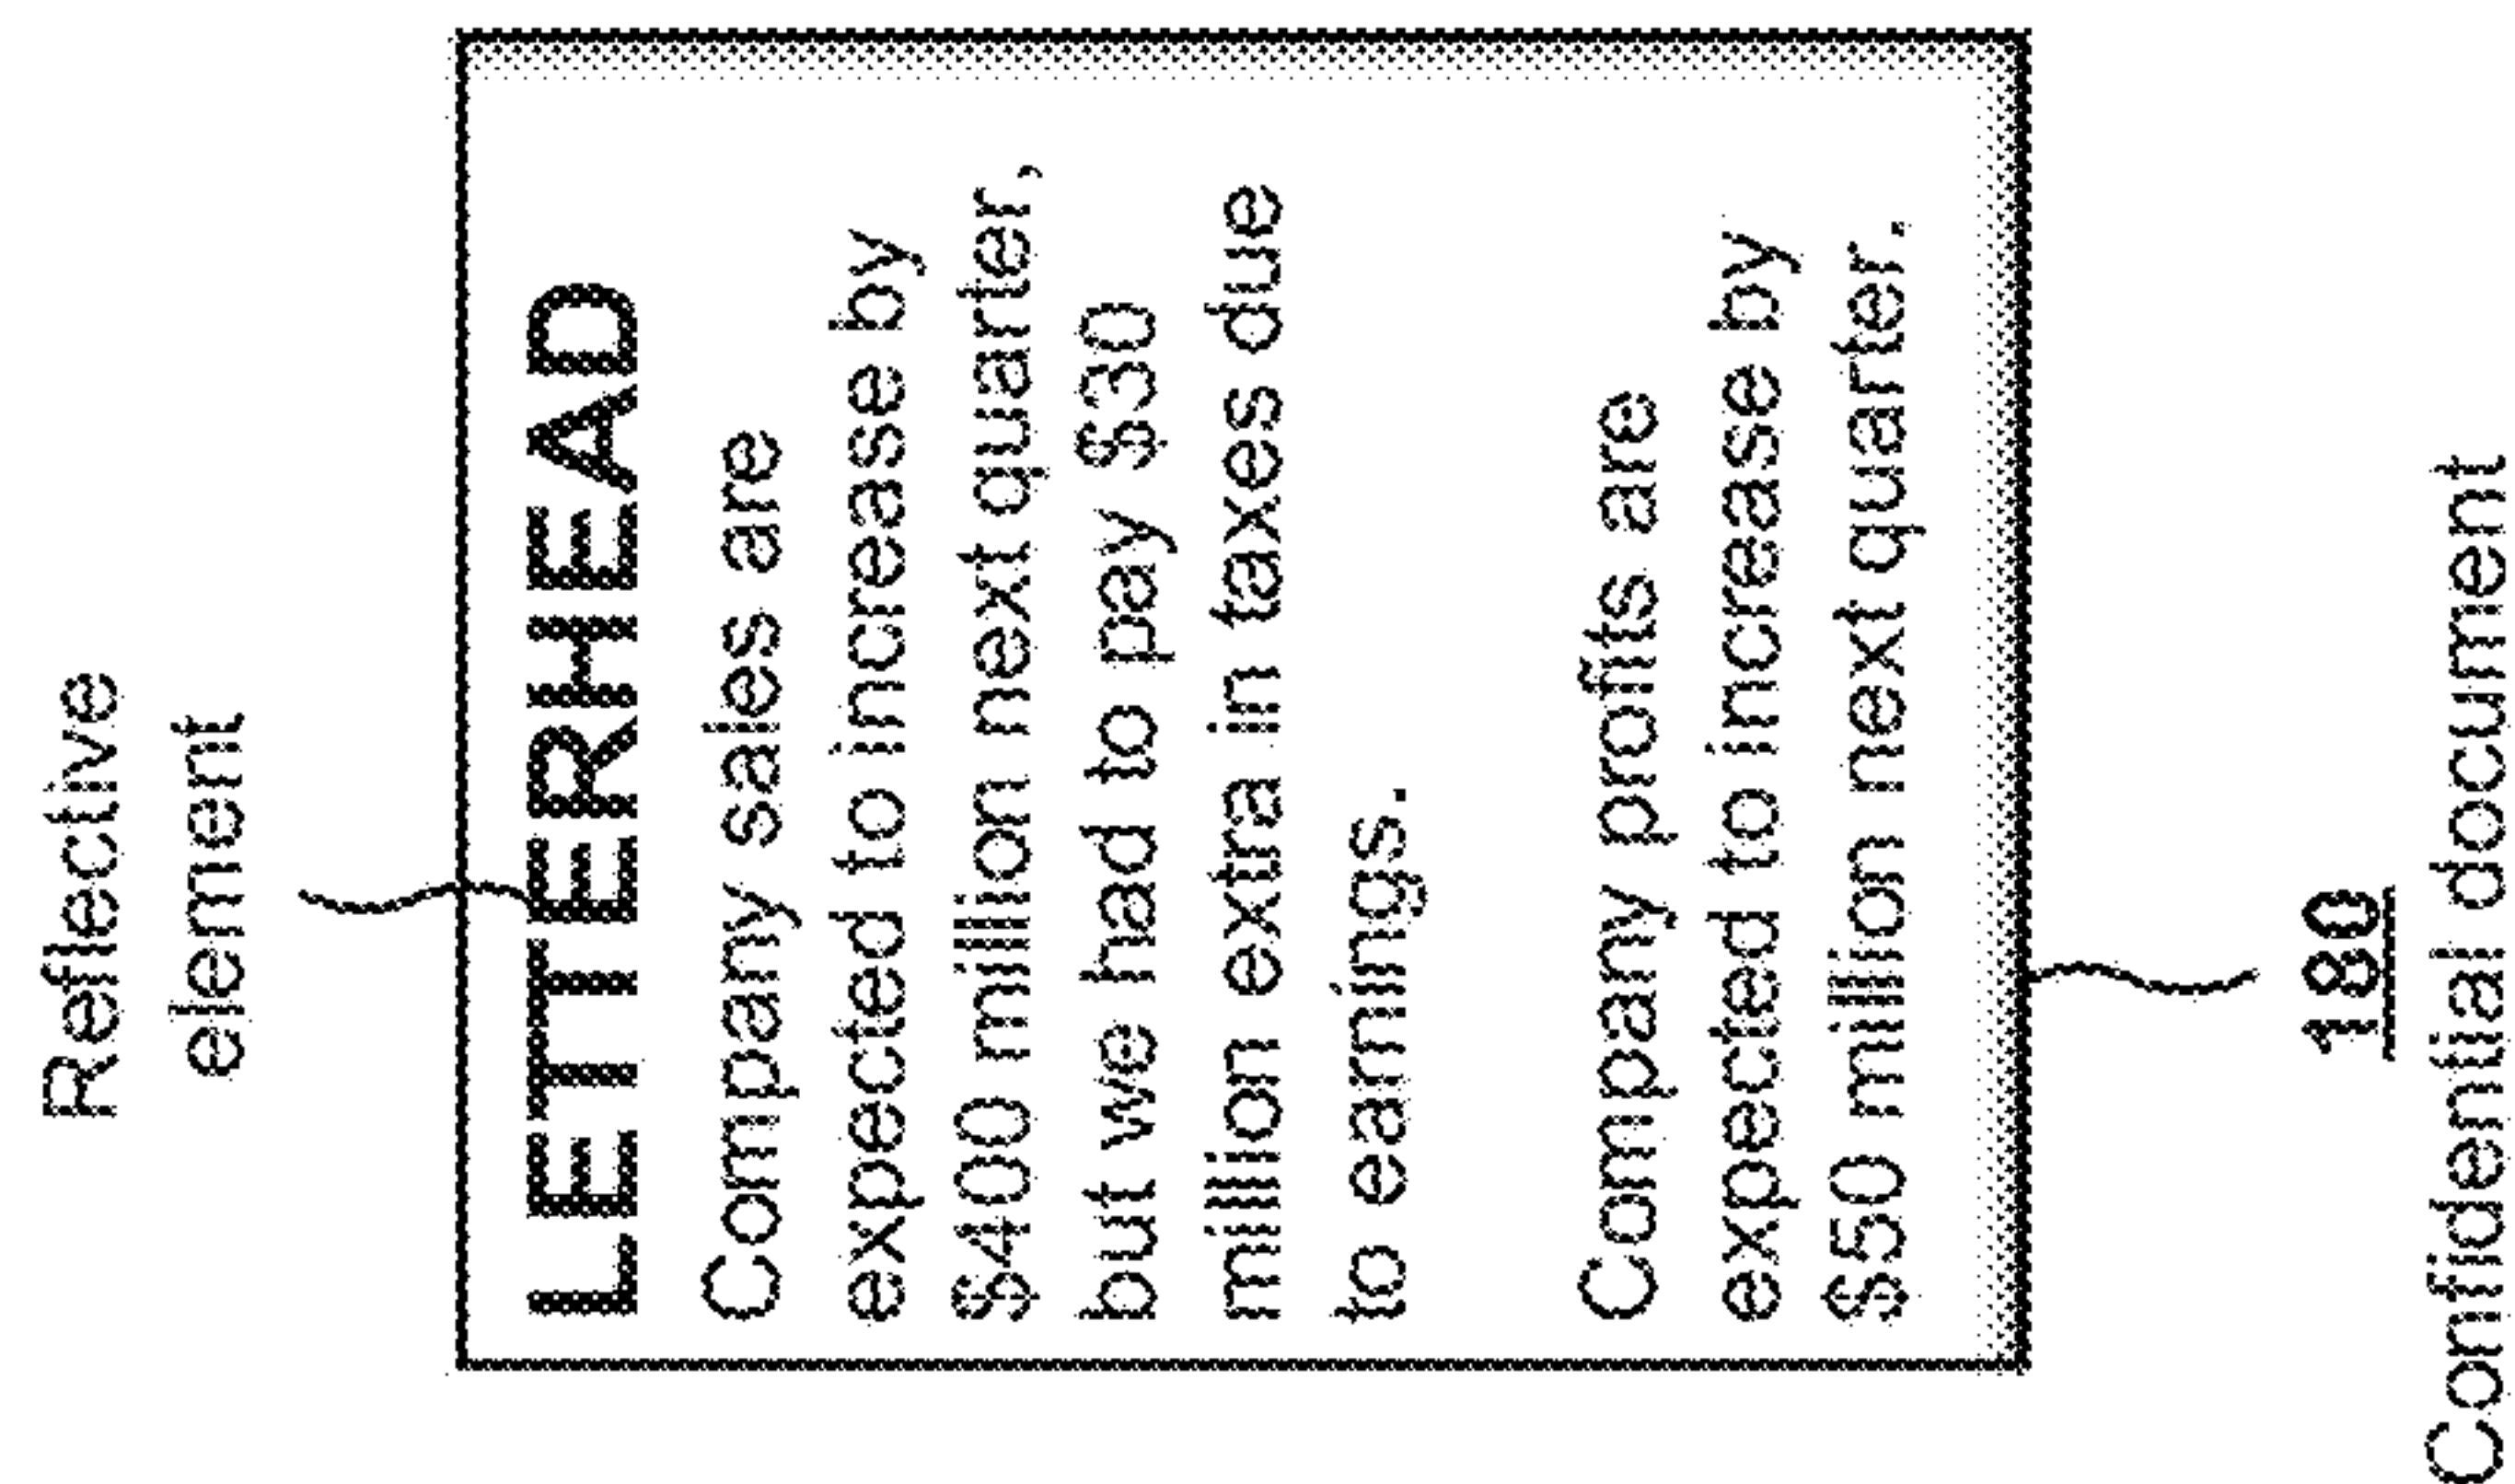 Reflective
element
LETTERHEAD
Company sales are
expected to increase by
$400 million next quarter,
but we had to pay $30
million extra in taxes due
to earnings.
Company profits are
expected to increase by
$50 million next quarter.
180
Confidential document